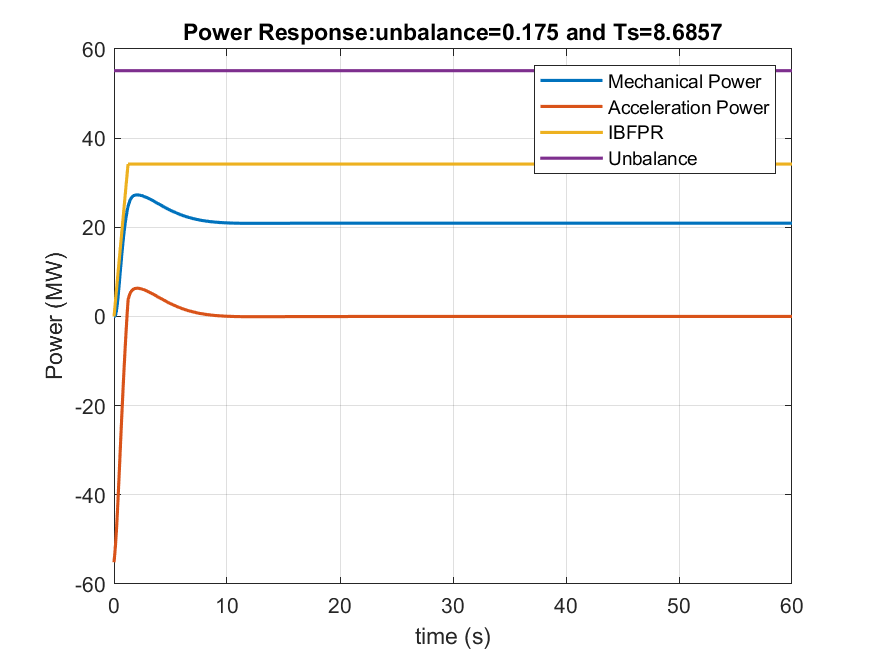 Power Response:unbalance=0.175 and Ts=8.6857
Power (MW)
60
40
20
0
-20
-40
-60
Mechanical Power
Acceleration Power
IBFPR
Unbalance
0 10 20 30 40 50 60
time (s)